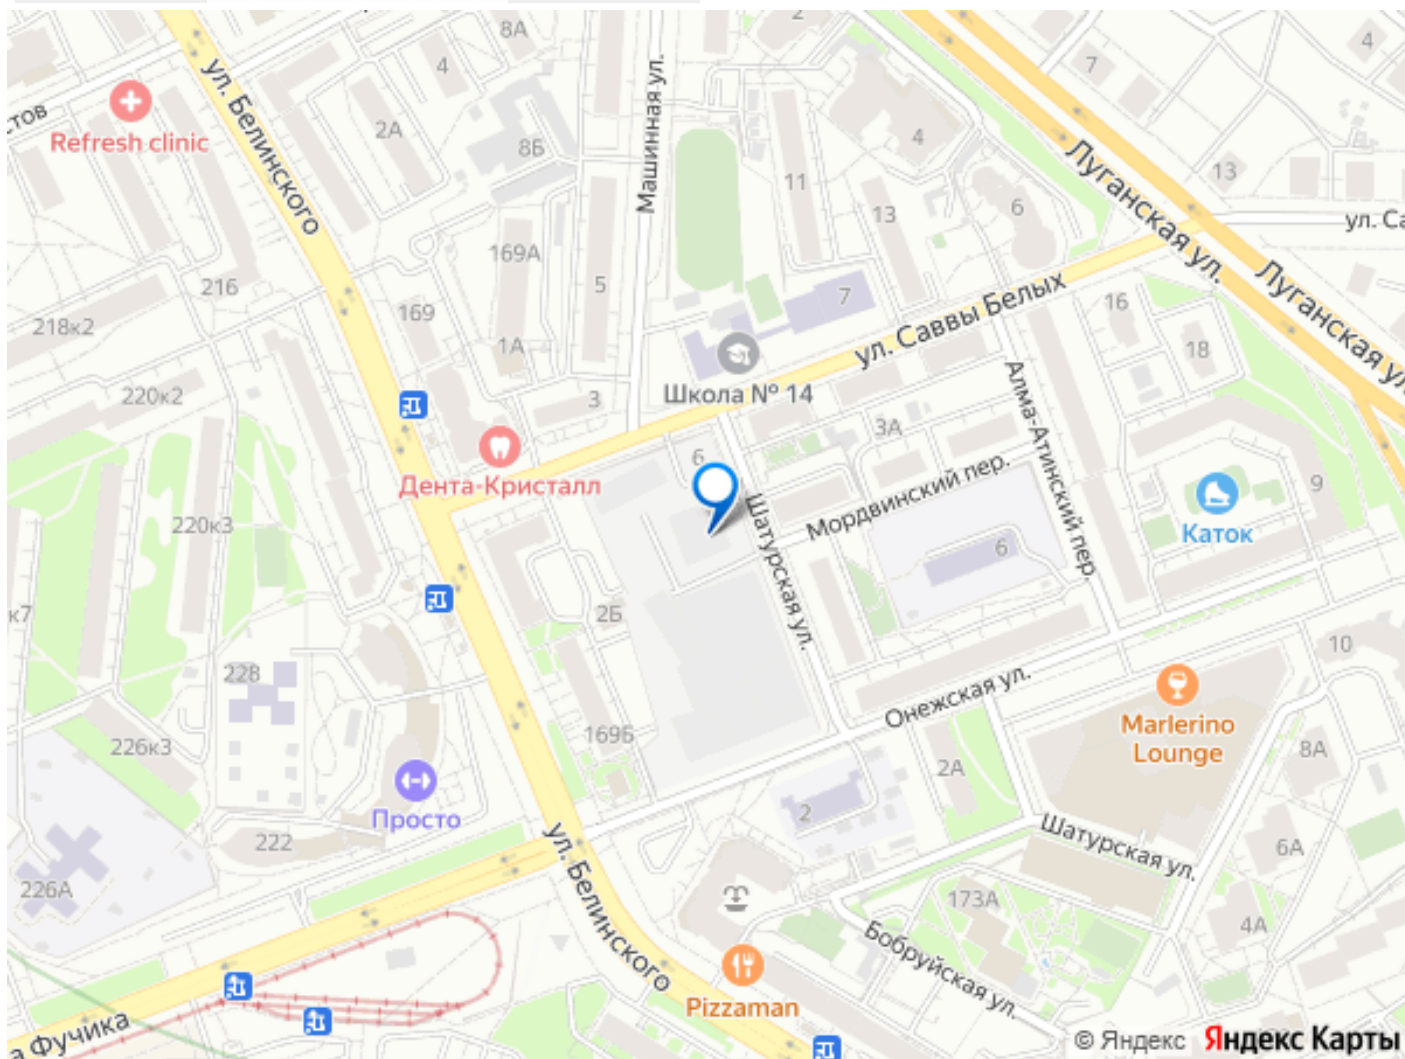 8А
2
4
4
7
ул. Белинского
Машинная ул.
стов
Refresh clinic
2А
8Б
4
11
Луганская ул.
13
13
6
ул. Са
169А
216
5
7
Луганская ул.
218к2
169
1А
ул. Саввы Белых
16
18
Школа № 14
220к2
3
Алма-Атинский пер.
3А
6
Дента-Кристалл
Мордвинский пер.
9
Каток
220к3
Шатурская ул.
6
к7
2Б
228
10
Онежская ул.
Marlerino
Lounge
226к3
169Б
2А
8А
Просто
2
222
ул. Белинского
Шатурская ул.
6А
226А
173А
4А
Бобруйская ул.
Pizzaman
а Фучика
© Яндекс Яндекс Карты